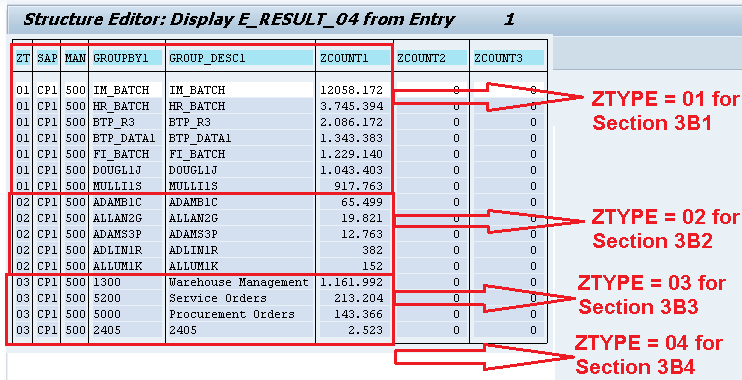 Structure Editor: Display E_RESULT_04 from Entry 1
ZT SAP MAN GROUPBY1 GROUP_DESC1 ZCOUNT1 ZCOUNT2 ZCOUNT3
01 CP1 500 IM_BATCH IM_BATCH 12058.172 0 0
01 CP1 500 HR_BATCH HR_BATCH 3.745.394 0 0
01 CP1 500 BTP_R3 BTP_R3 2.086.172 0 0
01 CP1 500 BTP_DATA1 BTP_DATA1 1.343.383 0 0
01 CP1 500 FI_BATCH FI_BATCH 1.229.140 0 0
01 CP1 500 DOUGL1J DOUGL1J 1.043.403 0 0
01 CP1 500 MULLI1S MULLI1S 917.763 0 0
02 CP1 500 ADAMB1C ADAMB1C 65.499 0 0
02 CP1 500 ALLAN2G ALLAN2G 19.821 0 0
02 CP1 500 ADAMS3P ADAMS3P 12.763 0 0
02 CP1 500 ADLIN1R ADLIN1R 382 0 0
02 CP1 500 ALLUM1K ALLUM1K 152 0 0
03 CP1 500 1300 Warehouse Management 1.161.992 0 0
03 CP1 500 5200 Service Orders 213.204 0 0
03 CP1 500 5000 Procurement Orders 143.366 0 0
03 CP1 500 2405 2405 2.523 0 0
ZTYPE = 01 for
Section 3B1
ZTYPE = 02 for
Section 3B2
ZTYPE = 03 for
Section 3B3
ZTYPE = 04 for
Section 3B4